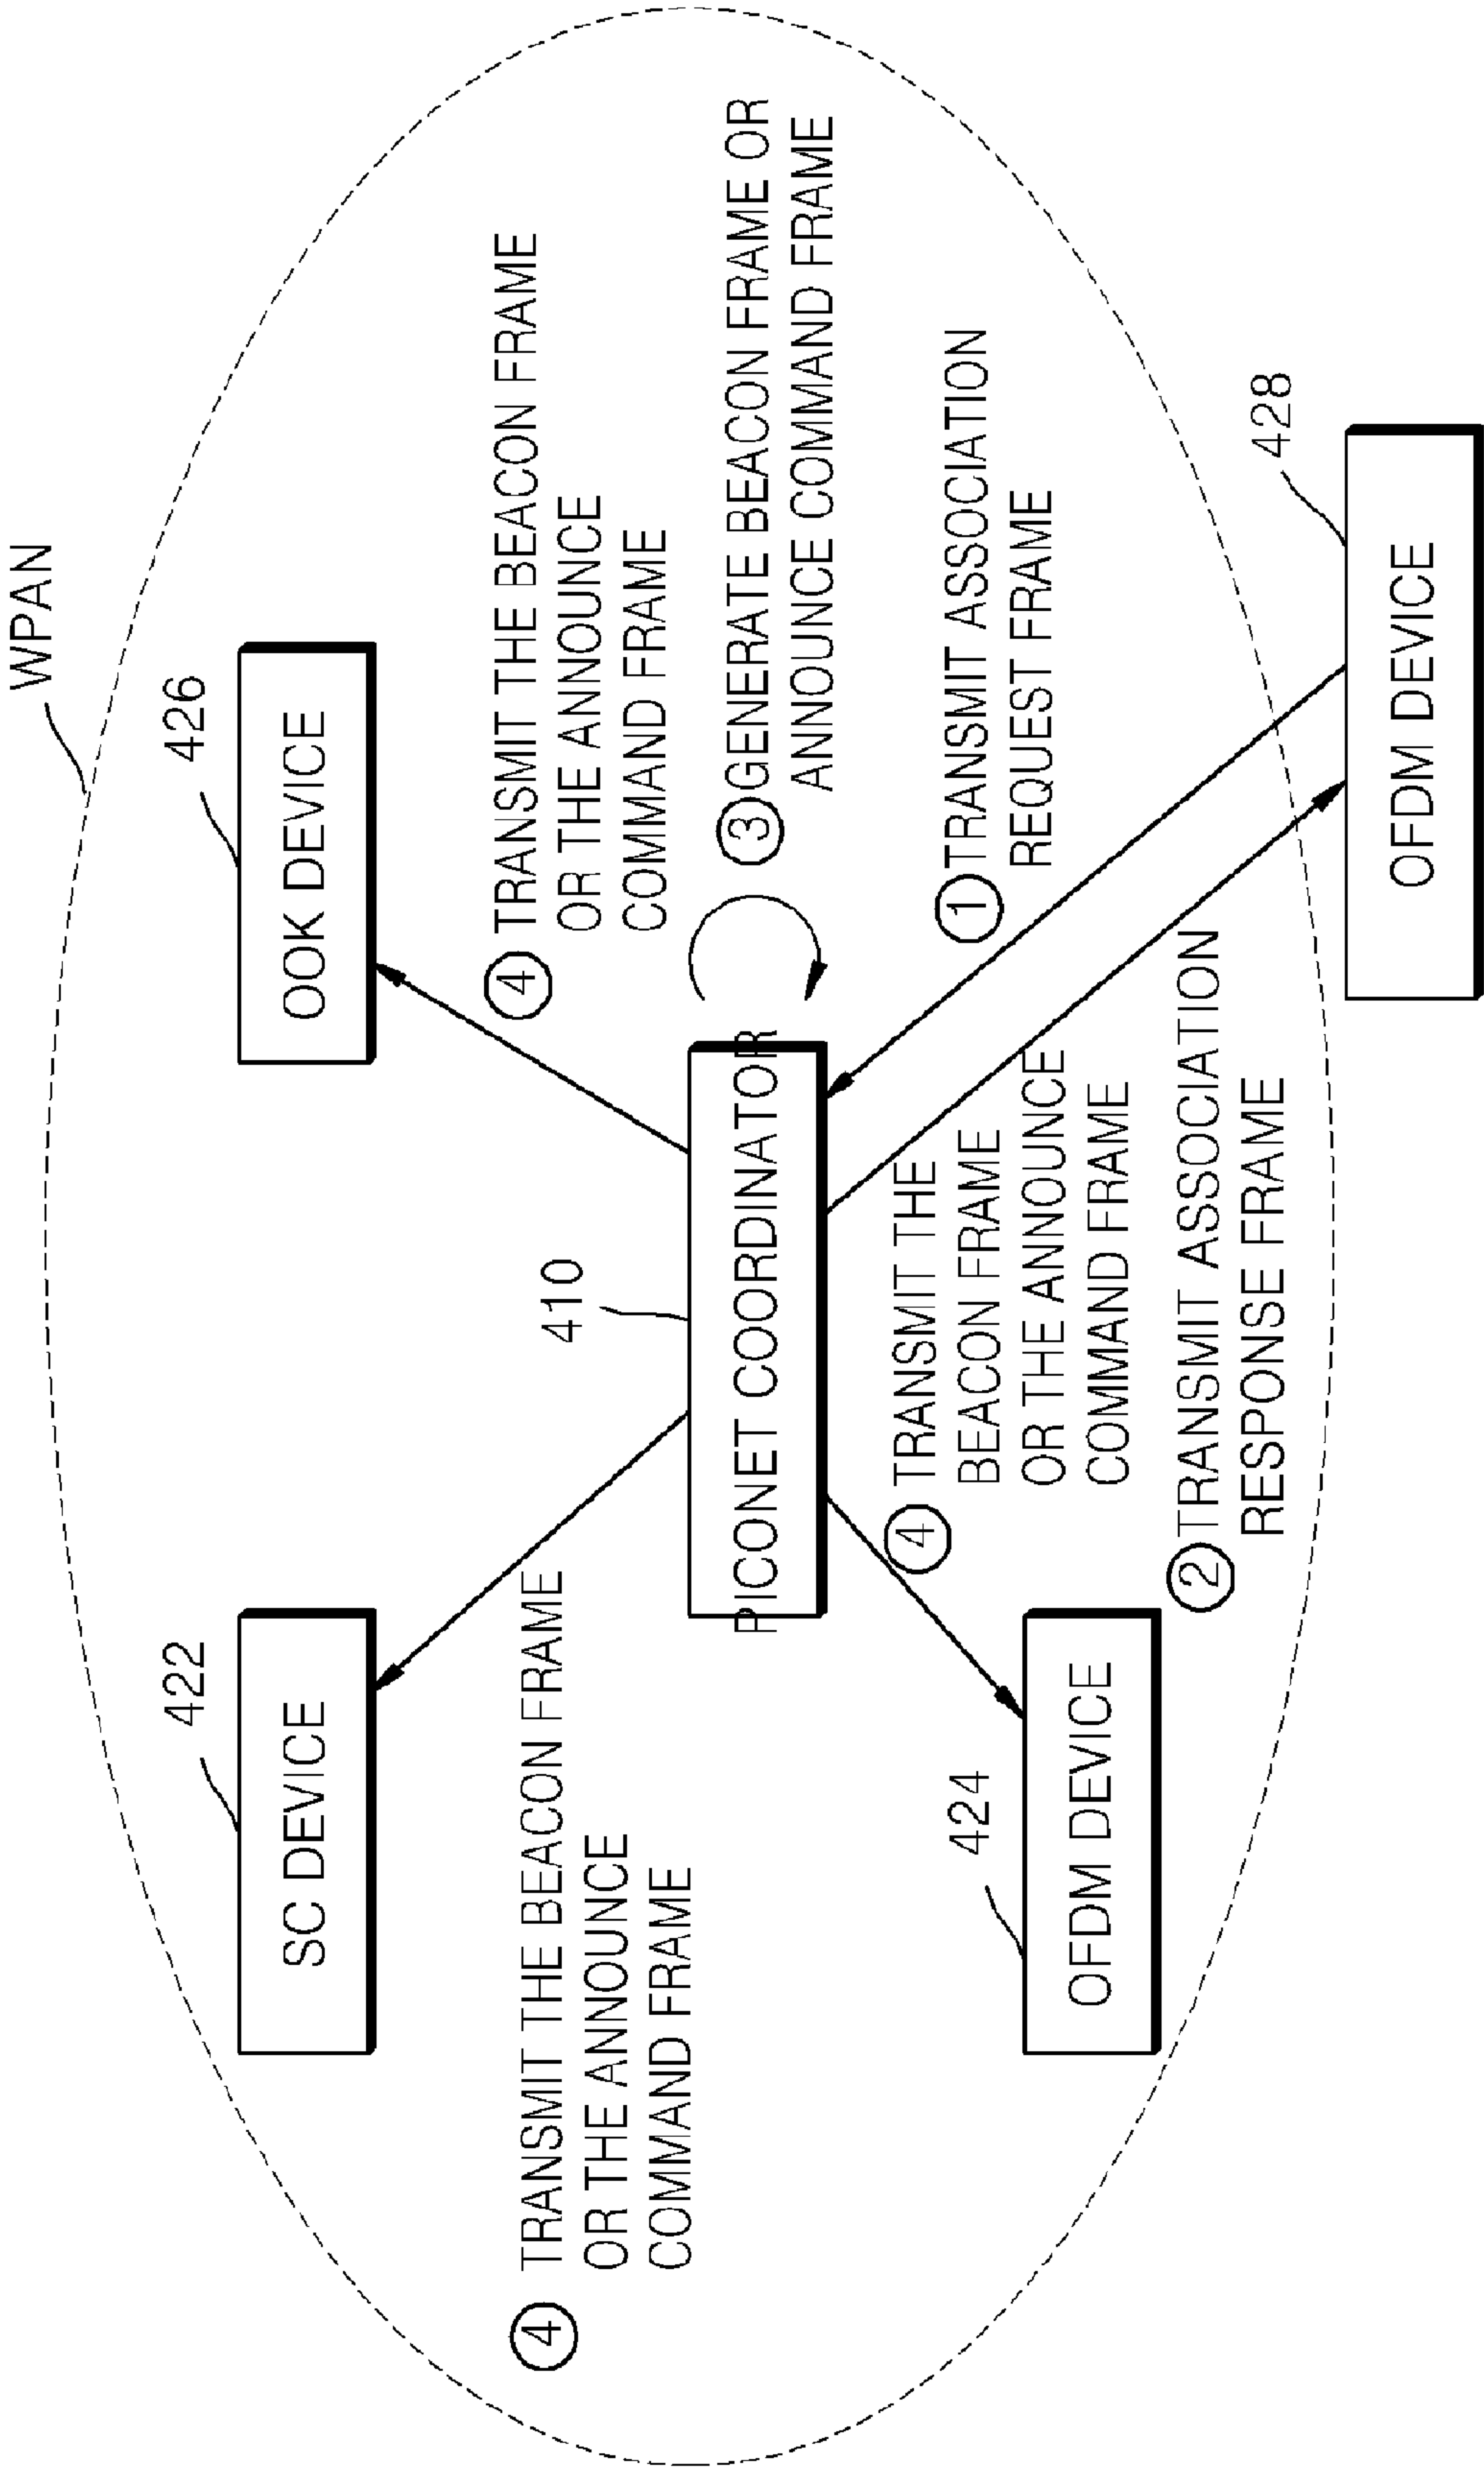 WPAN
422
SC DEVICE
426
OOK DEVICE
④ TRANSMIT THE BEACON FRAME
OR THE ANNOUNCE
COMMAND FRAME
④ TRANSMIT THE BEACON FRAME
OR THE ANNOUNCE
COMMAND FRAME
410
PICONET COORDINATOR
③ GENERATE BEACON FRAME OR
ANNOUNCE COMMAND FRAME
④ TRANSMIT THE
BEACON FRAME
OR THE ANNOUNCE
COMMAND FRAME
① TRANSMIT ASSOCIATION
REQUEST FRAME
424
OFDM DEVICE
② TRANSMIT ASSOCIATION
RESPONSE FRAME
428
OFDM DEVICE